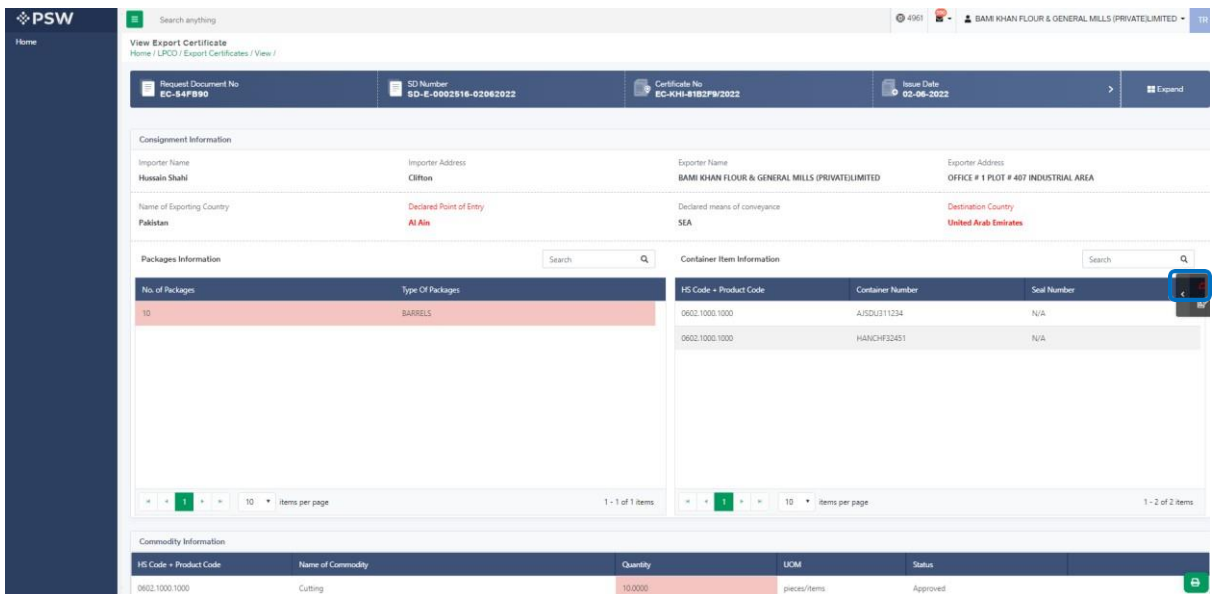 PSW
Search anything
4961
BAMI KHAN FLOUR & GENERAL MILLS (PRIVATE)LIMITED
TR
Home
View Export Certificate
Home / LPCO / Export Certificates / View /
Request Document No
EC-54FB90
SD Number
SD-E-0002516-02062022
Certificate No
EC-KHI-81B2F9/2022
Issue Date
02-06-2022
Expand
Consignment Information
Importer Name
Importer Address
Exporter Name
Exporter Address
Hussain Shahi
Clifton
BAMI KHAN FLOUR & GENERAL MILLS (PRIVATE)LIMITED
OFFICE # 1 PLOT # 407 INDUSTRIAL AREA
Name of Exporting Country
Declared Point of Entry
Declared means of conveyance
Destination Country
Pakistan
Al Ain
SEA
United Arab Emirates
Packages Information
Search
Container Item Information
Search
No. of Packages Type Of Packages
HS Code + Product Code Container Number Seal Number
10 BARRELS
0602.1000.1000 AJSDU311234 N/A
0602.1000.1000 HANCHF32451 N/A
1 10 items per page 1 - 1 of 1 items
1 10 items per page 1 - 2 of 2 items
Commodity Information
HS Code + Product Code Name of Commodity Quantity UOM Status
0602.1000.1000 Cutting 10.0000 pieces/items Approved